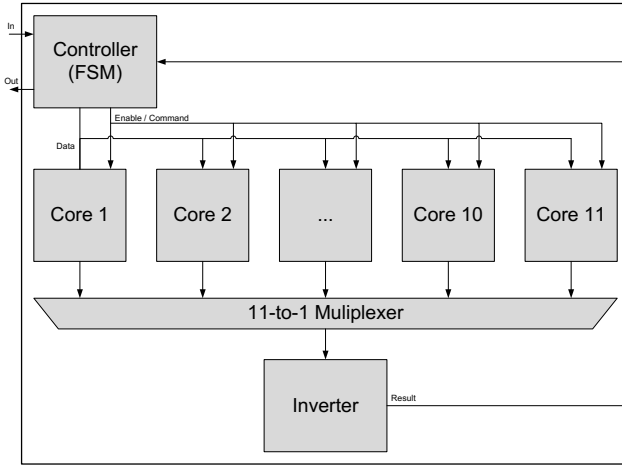 In
Controller
(FSM)
Out
Enable / Command
Data
Core 1
Core 2
...
Core 10
Core 11
11-to-1 Muliplexer
Inverter
Result